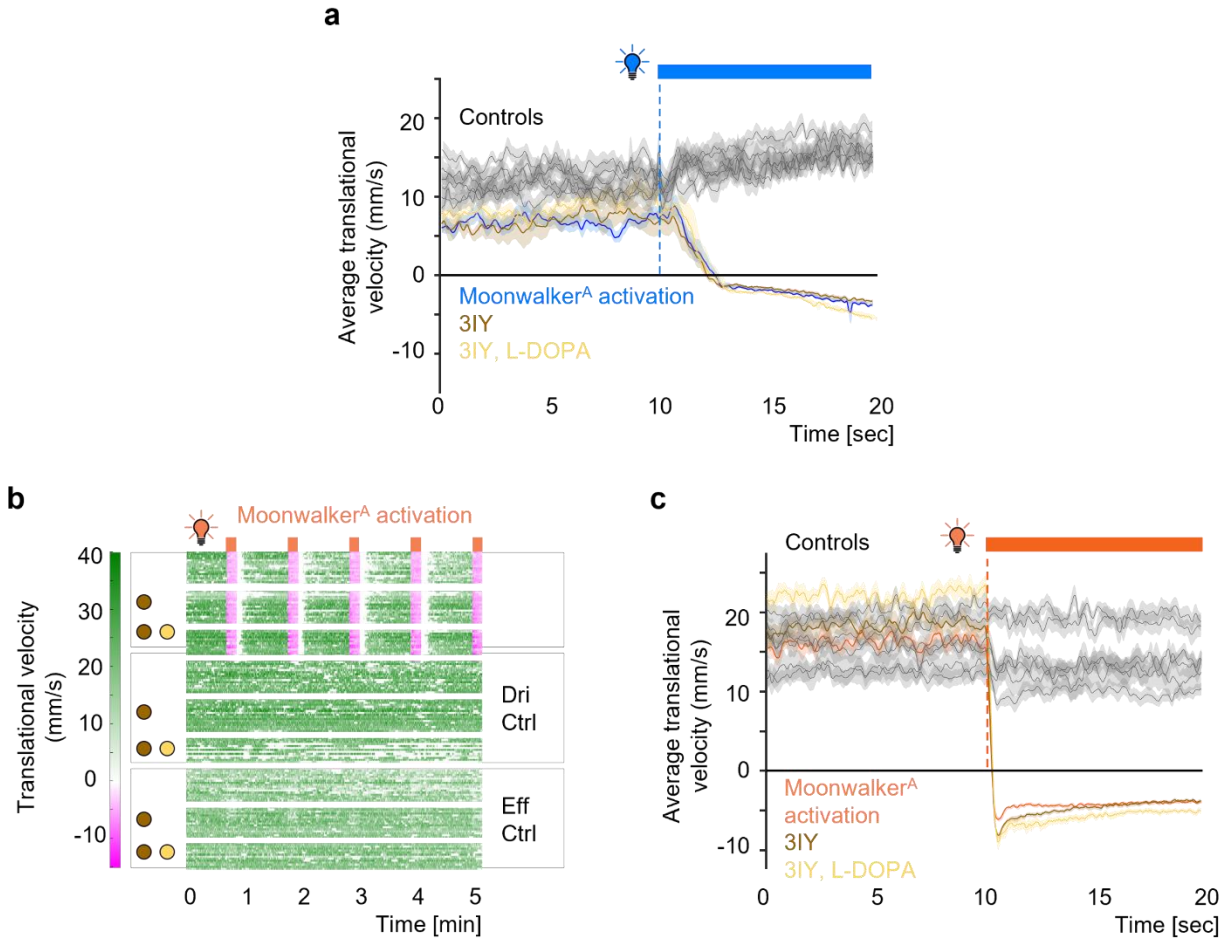 a
Controls
20
10
0
-10
Average translational
velocity (mm/s)
Moonwalkerᴬ activation
3IY
3IY, L-DOPA
0 5 10 15 20
Time [sec]
b
Moonwalkerᴬ activation
Translational velocity
(mm/s)
40
30
20
10
0
-10
Dri
Ctrl
Eff
Ctrl
0 1 2 3 4 5
Time [min]
c
Controls
Average translational
velocity (mm/s)
20
10
0
-10
Moonwalkerᴬ
activation
3IY
3IY, L-DOPA
0 5 10 15 20
Time [sec]